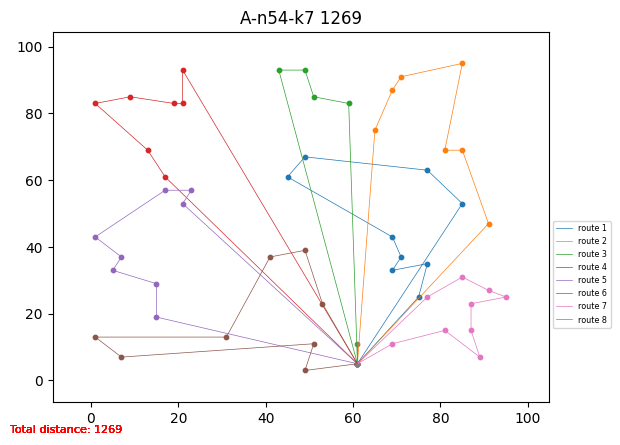 A-n54-k7 1269
100
80
60
40
20
0
0 20 40 60 80 100
route 1
route 2
route 3
route 4
route 5
route 6
route 7
route 8
Total distance: 1269